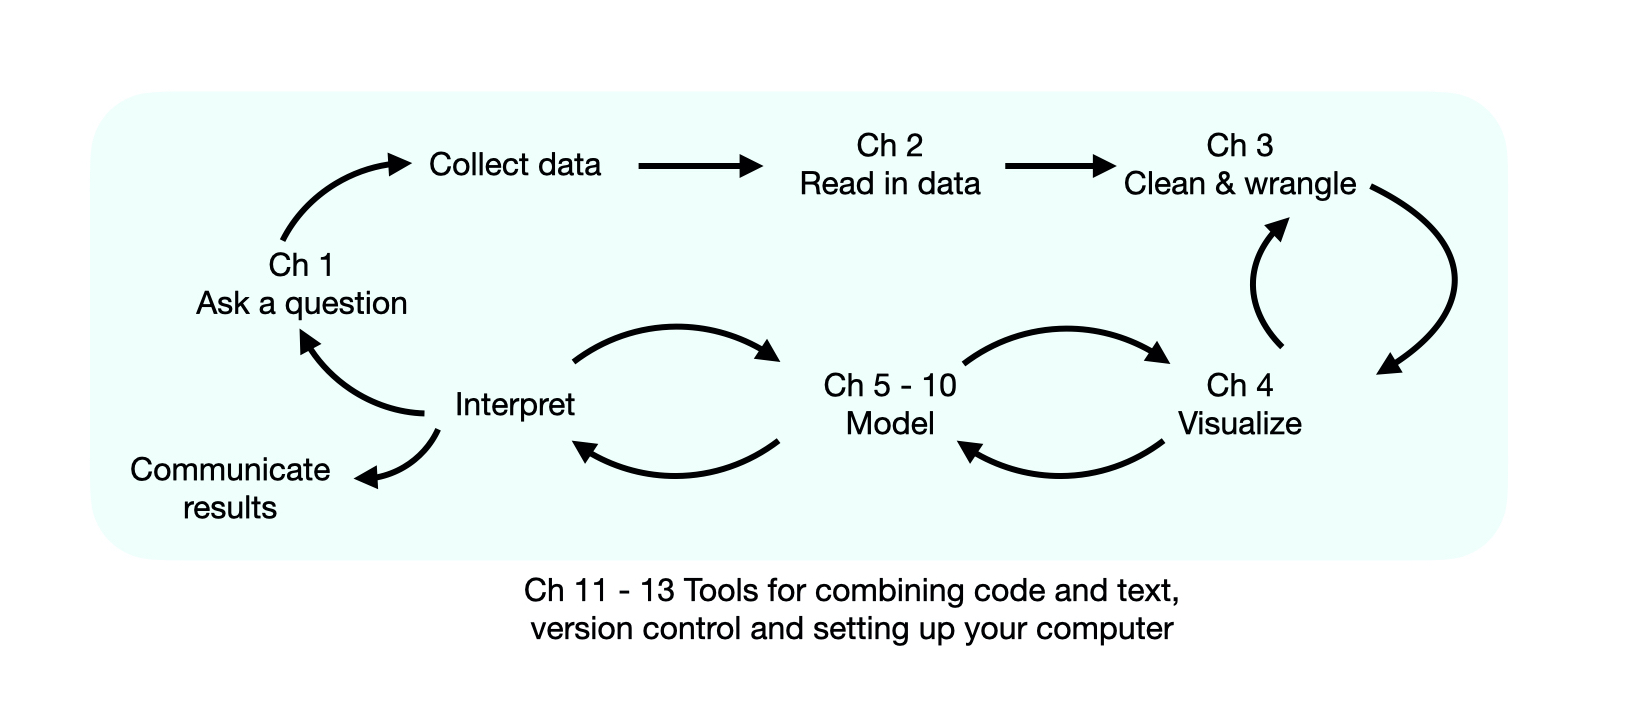 Collect data
Ch 2
Read in data
Ch 3
Clean & wrangle
Ch 1
Ask a question
Interpret
Ch 5 - 10
Model
Ch 4
Visualize
Communicate
results
Ch 11 - 13 Tools for combining code and text,
version control and setting up your computer